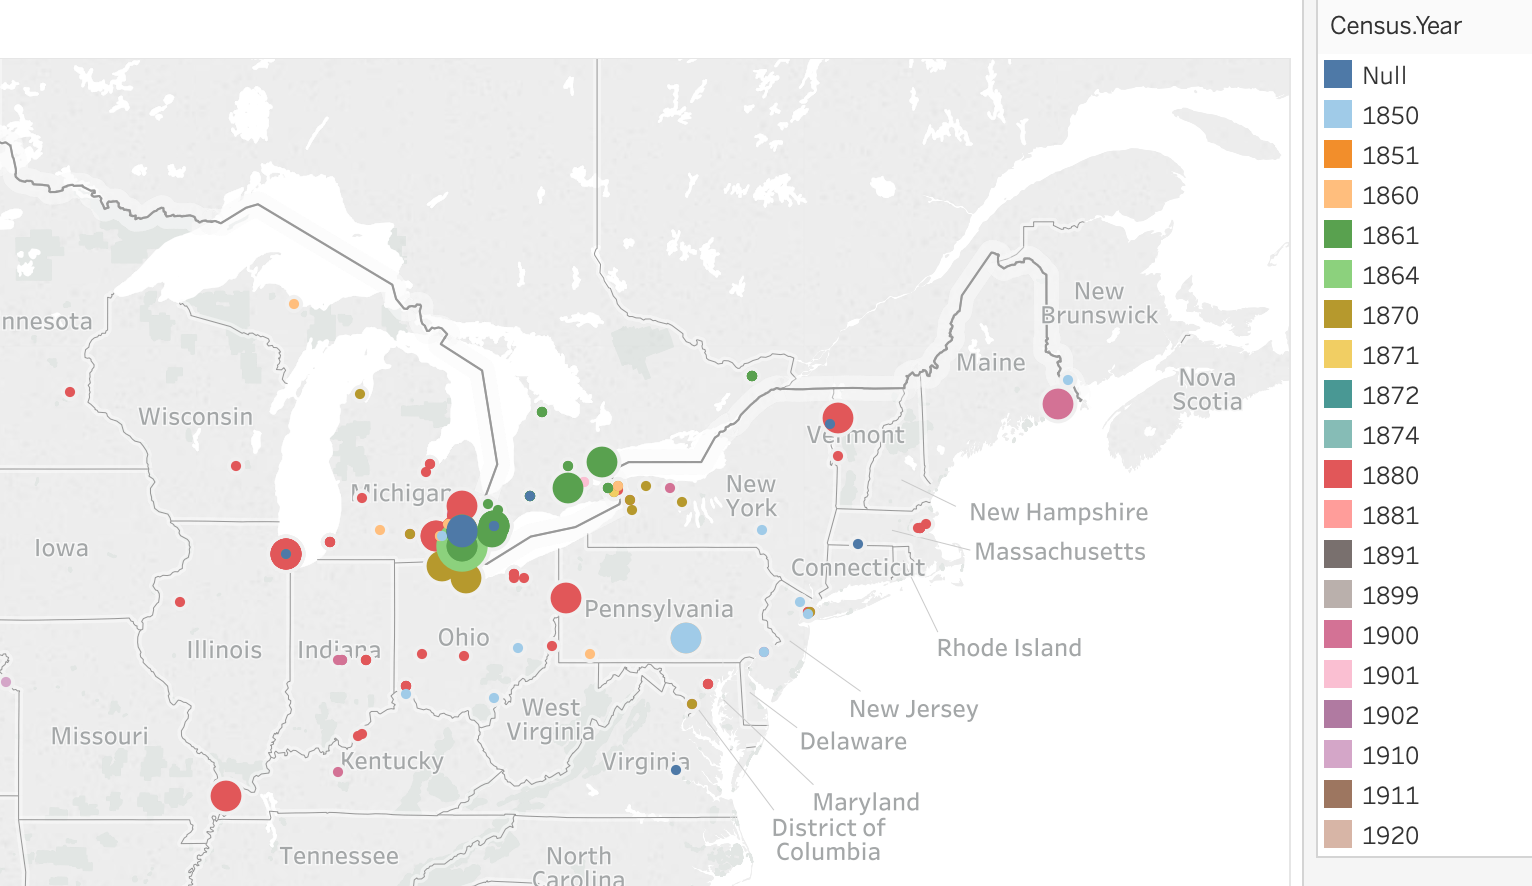 Census.Year
Null
1850
1851
1860
1861
1864
1870
1871
1872
1874
1880
1881
1891
1899
1900
1901
1902
1910
1911
1920
New
Brunswick
nnesota
Maine
Nova
Scotia
Wisconsin
Vermont
Michigan
New
York
New Hampshire
Iowa
Massachusetts
Connecticut
Pennsylvania
Ohio
Illinois
Indiana
Rhode Island
West
Virginia
New Jersey
Missouri
Delaware
Kentucky
Virginia
Maryland
District of
Columbia
Tennessee
North
Carolina